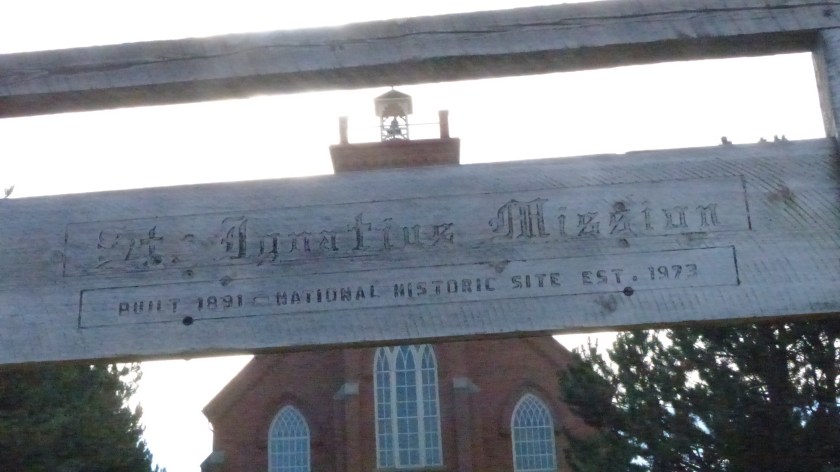 St. Ignatius Mission
BUILT 1891 - NATIONAL HISTORIC SITE EST. 1973